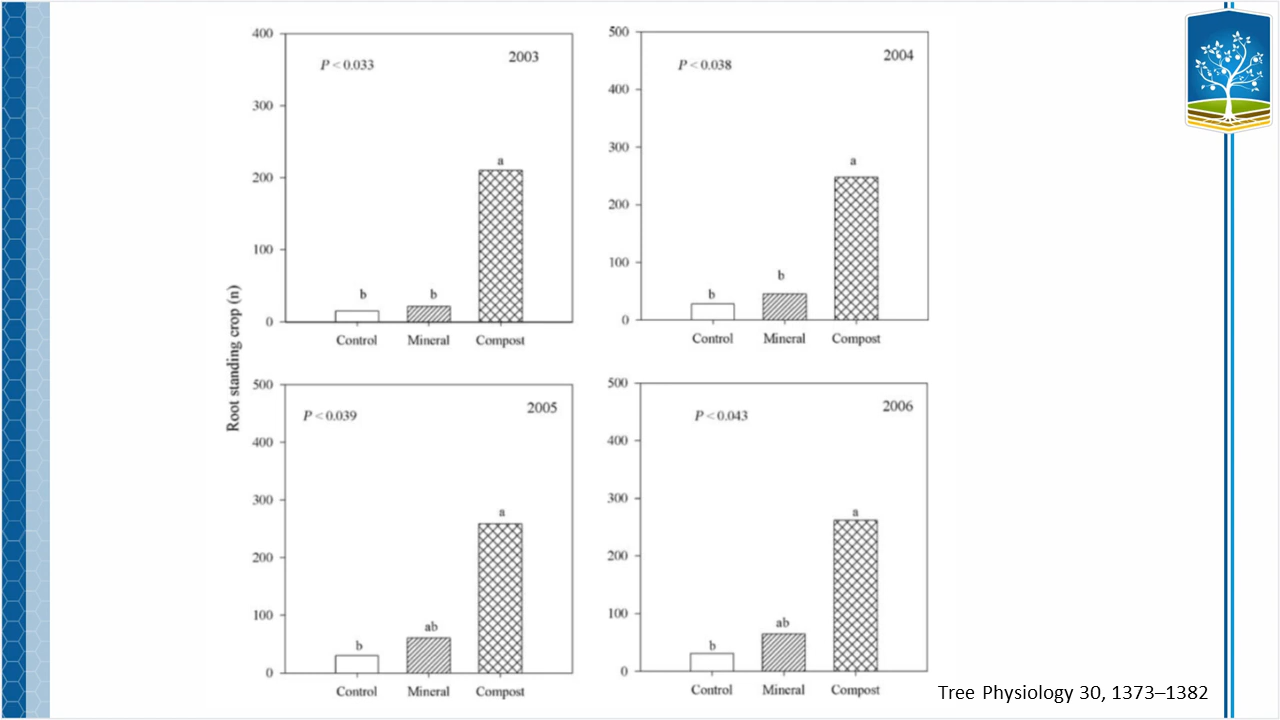 Root standing crop (n)
400
300
200
100
0
P < 0.033
2003
b
b
a
Control
Mineral
Compost
500
400
300
200
100
0
P < 0.038
2004
b
b
a
Control
Mineral
Compost
500
400
300
200
100
0
P < 0.039
2005
b
ab
a
Control
Mineral
Compost
500
400
300
200
100
0
P < 0.043
2006
b
ab
a
Control
Mineral
Compost
Tree Physiology 30, 1373–1382